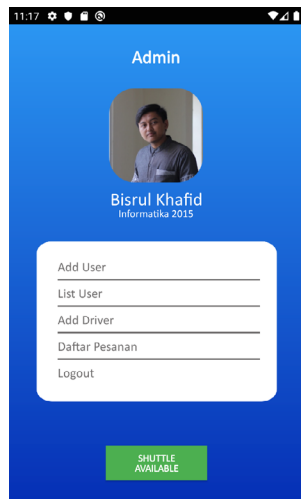 11:17
Admin
Bisrul Khafid
Informatika 2015
Add User
List User
Add Driver
Daftar Pesanan
Logout
SHUTTLE
AVAILABLE